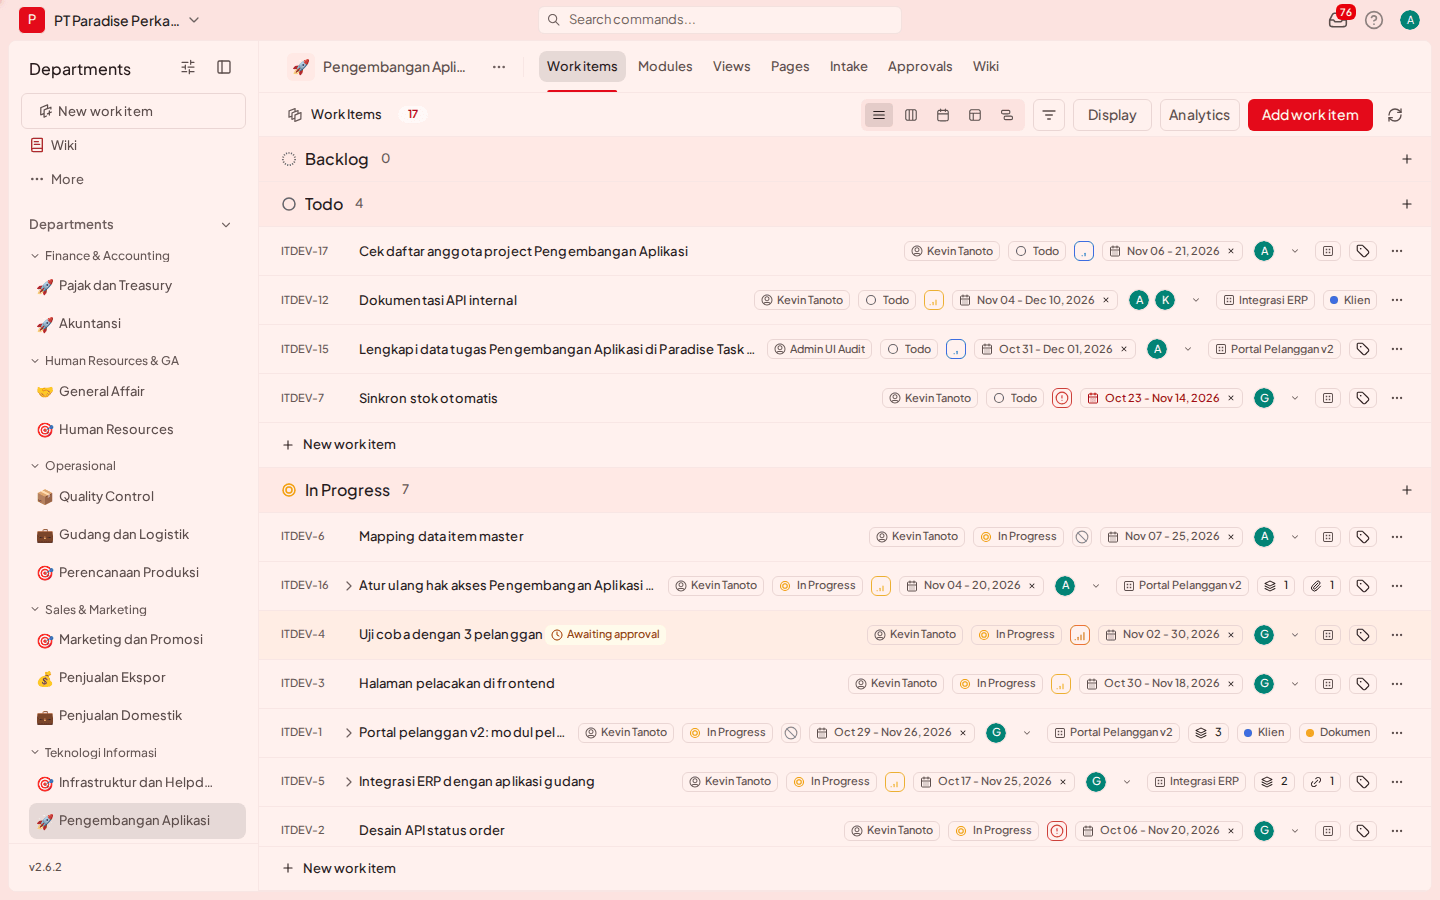 P PT Paradise Perka... Search commands... 76 A
Departments
New work item
Wiki
More
Departments
Finance & Accounting
Pajak dan Treasury
Akuntansi
Human Resources & GA
General Affair
Human Resources
Operasional
Quality Control
Gudang dan Logistik
Perencanaan Produksi
Sales & Marketing
Marketing dan Promosi
Penjualan Ekspor
Penjualan Domestik
Teknologi Informasi
Infrastruktur dan Helpd...
Pengembangan Aplikasi
v2.6.2
Pengembangan Apli... Work items Modules Views Pages Intake Approvals Wiki
Work Items 17 Display Analytics Add work item
Backlog 0
Todo 4
ITDEV-17 Cek daftar anggota project Pengembangan Aplikasi Kevin Tanoto Todo Nov 06 - 21, 2026 A
ITDEV-12 Dokumentasi API internal Kevin Tanoto Todo Nov 04 - Dec 10, 2026 A K Integrasi ERP Klien
ITDEV-15 Lengkapi data tugas Pengembangan Aplikasi di Paradise Task ... Admin UI Audit Todo Oct 31 - Dec 01, 2026 A Portal Pelanggan v2
ITDEV-7 Sinkron stok otomatis Kevin Tanoto Todo Oct 23 - Nov 14, 2026 G
New work item
In Progress 7
ITDEV-6 Mapping data item master Kevin Tanoto In Progress Nov 07 - 25, 2026 A
ITDEV-16 Atur ulang hak akses Pengembangan Aplikasi ... Kevin Tanoto In Progress Nov 04 - 20, 2026 A Portal Pelanggan v2 1 1
ITDEV-4 Uji coba dengan 3 pelanggan Awaiting approval Kevin Tanoto In Progress Nov 02 - 30, 2026 G
ITDEV-3 Halaman pelacakan di frontend Kevin Tanoto In Progress Oct 30 - Nov 18, 2026 G
ITDEV-1 Portal pelanggan v2: modul pel... Kevin Tanoto In Progress Oct 29 - Nov 26, 2026 G Portal Pelanggan v2 3 Klien Dokumen
ITDEV-5 Integrasi ERP dengan aplikasi gudang Kevin Tanoto In Progress Oct 17 - Nov 25, 2026 G Integrasi ERP 2 1
ITDEV-2 Desain API status order Kevin Tanoto In Progress Oct 06 - Nov 20, 2026 G
New work item